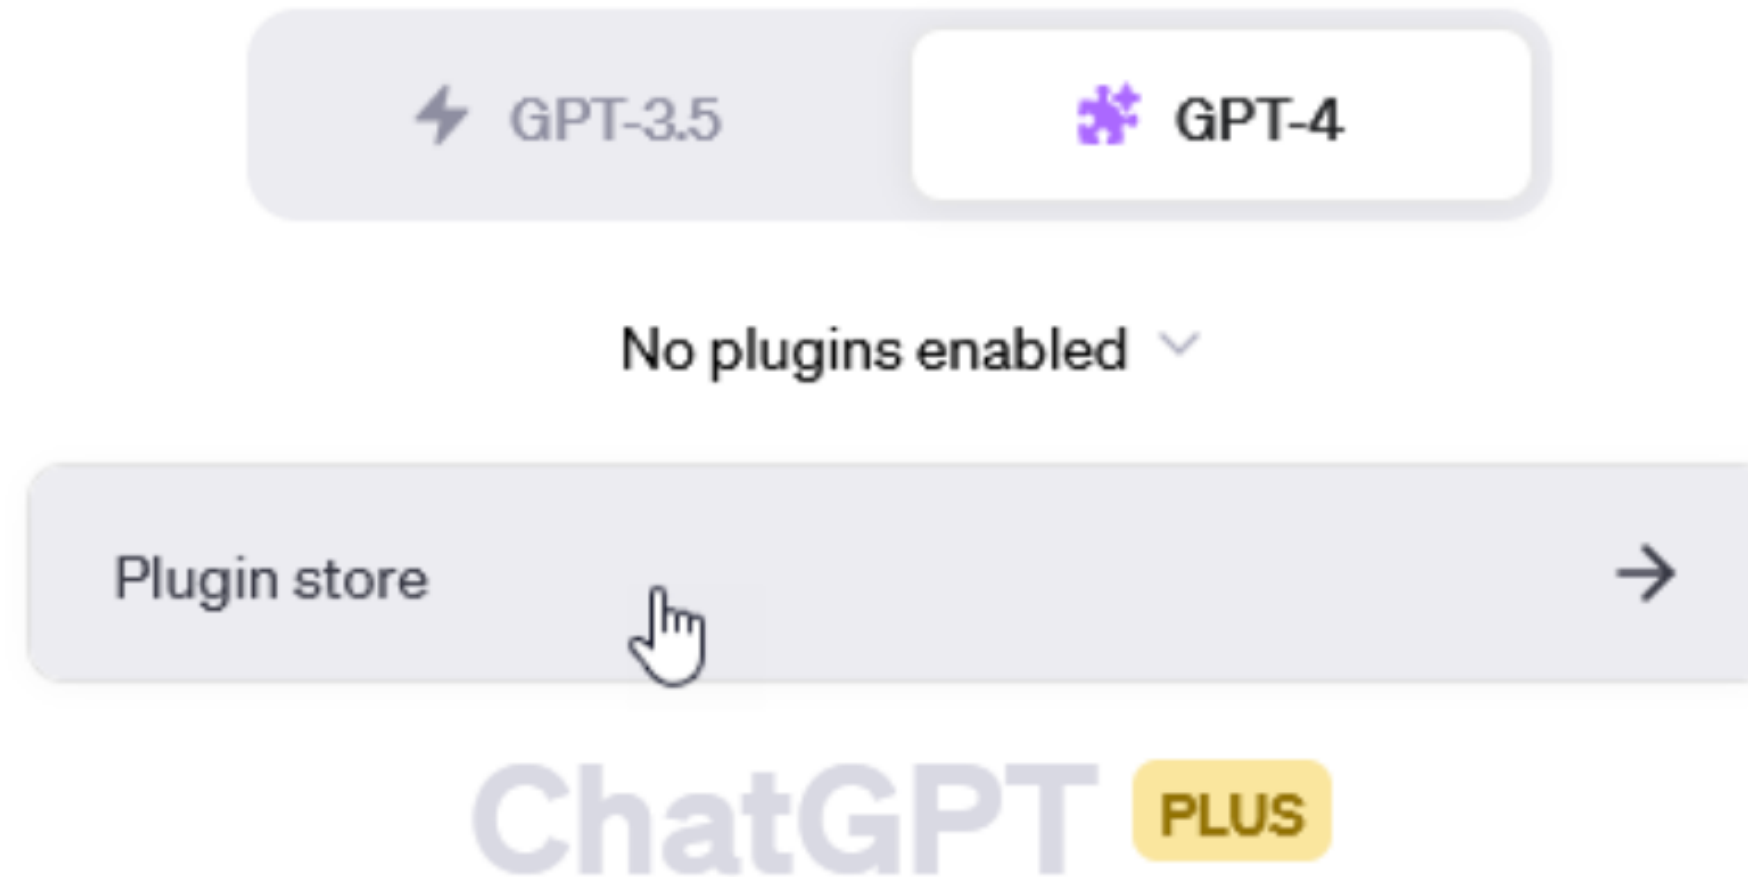 GPT-3.5 GPT-4
No plugins enabled
Plugin store
ChatGPT PLUS